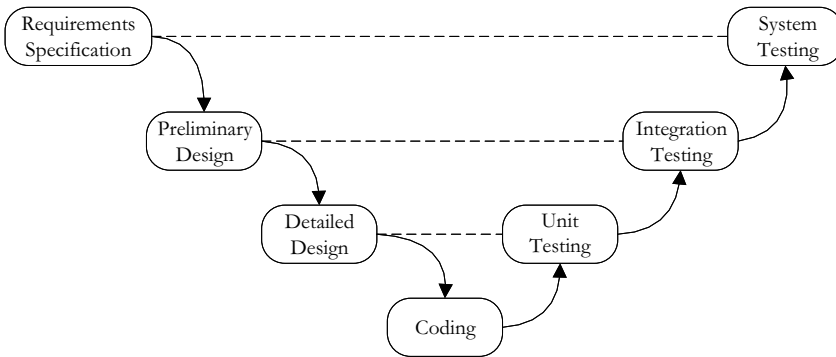 Requirements
Specification
System
Testing
Preliminary
Design
Integration
Testing
Detailed
Design
Unit
Testing
Coding